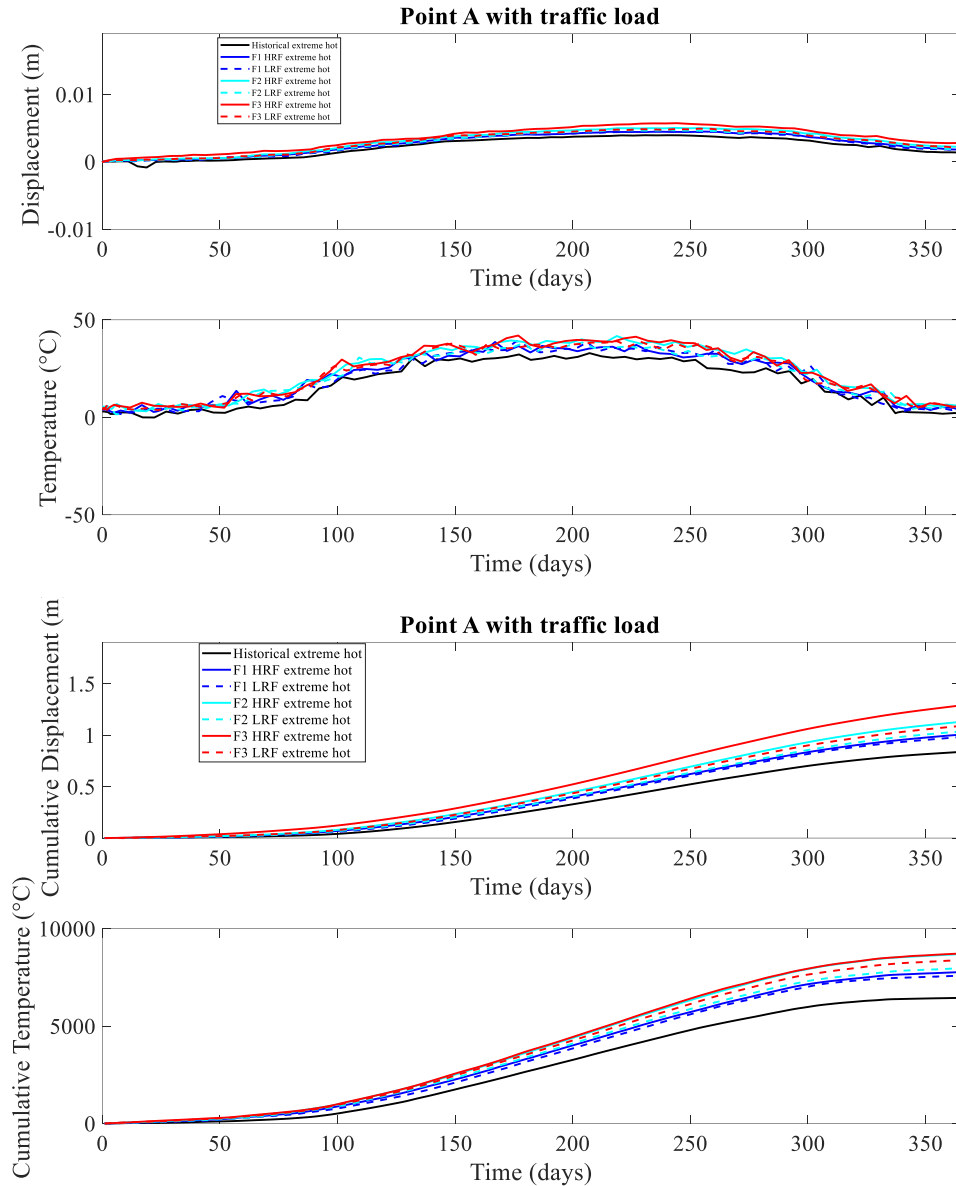 Point A with traffic load
Displacement (m)
0.01
0
-0.01
Historical extreme hot
F1 HRF extreme hot
F1 LRF extreme hot
F2 HRF extreme hot
F2 LRF extreme hot
F3 HRF extreme hot
F3 LRF extreme hot
0 50 100 150 200 250 300 350
Time (days)
Temperature (°C)
50
0
-50
0 50 100 150 200 250 300 350
Time (days)
Point A with traffic load
Cumulative Displacement (m
1.5
1
0.5
0
Historical extreme hot
F1 HRF extreme hot
F1 LRF extreme hot
F2 HRF extreme hot
F2 LRF extreme hot
F3 HRF extreme hot
F3 LRF extreme hot
0 50 100 150 200 250 300 350
Time (days)
Cumulative Temperature (°C)
10000
5000
0
0 50 100 150 200 250 300 350
Time (days)